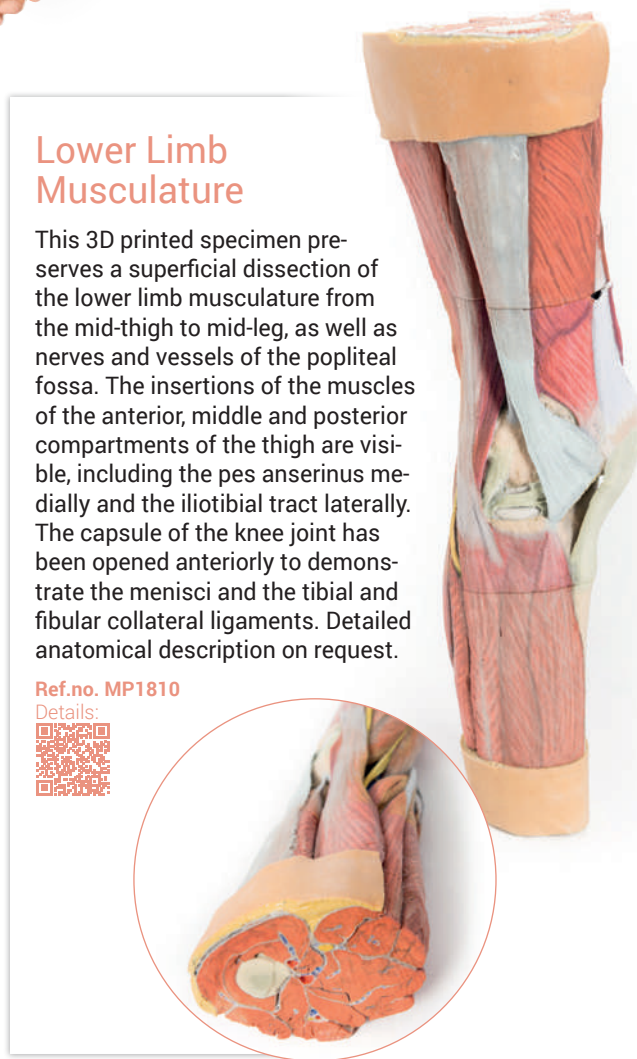 Lower Limb
Musculature
This 3D printed specimen pre-
serves a superficial dissection of
the lower limb musculature from
the mid-thigh to mid-leg, as well as
nerves and vessels of the popliteal
fossa. The insertions of the muscles
of the anterior, middle and posterior
compartments of the thigh are visi-
ble, including the pes anserinus me-
dially and the iliotibial tract laterally.
The capsule of the knee joint has
been opened anteriorly to demons-
trate the menisci and the tibial and
fibular collateral ligaments. Detailed
anatomical description on request.
Ref.no. MP1810
Details: